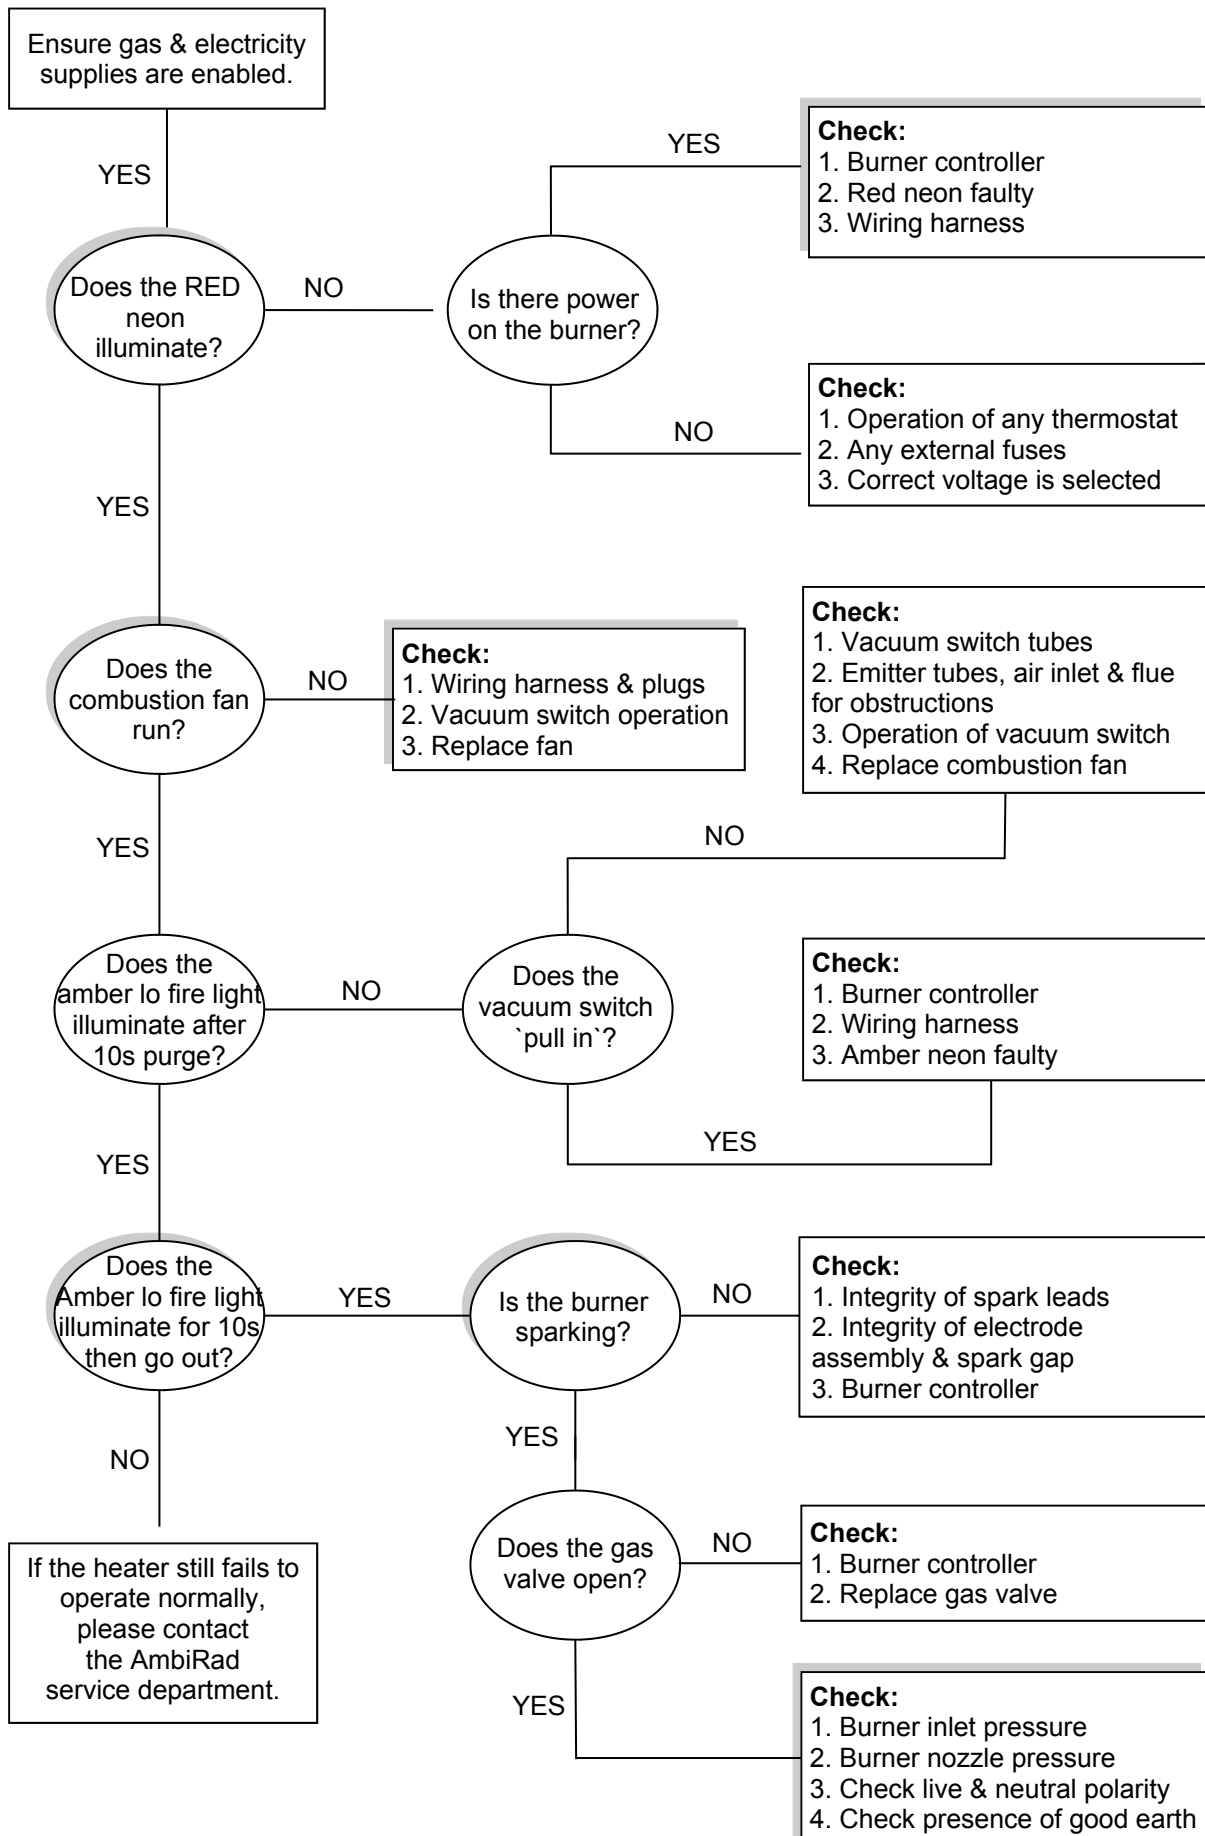 Ensure gas & electricity
supplies are enabled.
YES
Does the RED
neon
illuminate?
NO
Is there power
on the burner?
YES
Check:
1. Burner controller
2. Red neon faulty
3. Wiring harness
NO
Check:
1. Operation of any thermostat
2. Any external fuses
3. Correct voltage is selected
YES
Does the
combustion fan
run?
NO
Check:
1. Wiring harness & plugs
2. Vacuum switch operation
3. Replace fan
YES
Does the
amber lo fire light
illuminate after
10s purge?
NO
Does the
vacuum switch
`pull in`?
NO
Check:
1. Vacuum switch tubes
2. Emitter tubes, air inlet & flue
for obstructions
3. Operation of vacuum switch
4. Replace combustion fan
YES
Check:
1. Burner controller
2. Wiring harness
3. Amber neon faulty
YES
Does the
Amber lo fire light
illuminate for 10s
then go out?
YES
Is the burner
sparking?
NO
Check:
1. Integrity of spark leads
2. Integrity of electrode
assembly & spark gap
3. Burner controller
YES
Does the gas
valve open?
NO
Check:
1. Burner controller
2. Replace gas valve
YES
Check:
1. Burner inlet pressure
2. Burner nozzle pressure
3. Check live & neutral polarity
4. Check presence of good earth
NO
If the heater still fails to
operate normally,
please contact
the AmbiRad
service department.